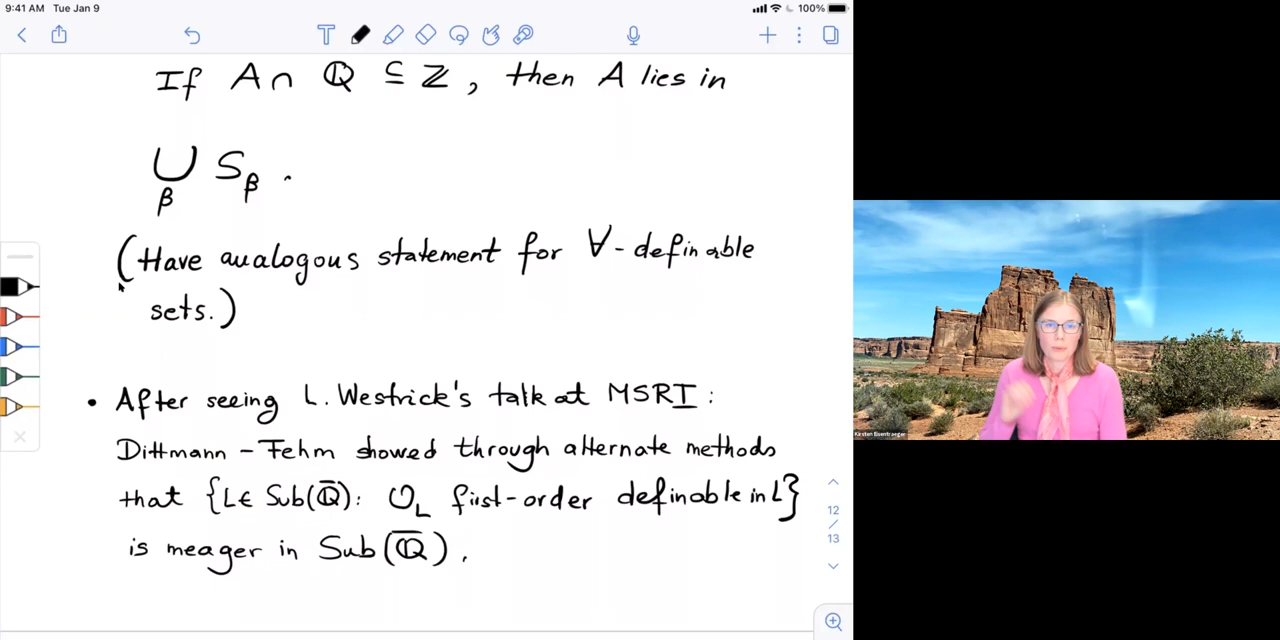 9:41 AM Tue Jan 9
100%
If A ∩ ℚ ⊆ ℤ, then A lies in
⋃ S_β .
β
(Have analogous statement for ∀-definable
sets.)
• After seeing L. Westrick's talk at MSRI:
Dittmann – Fehm showed through alternate methods
that {L ∈ Sub(ℚ̅): O_L first-order definable in L}
is meager in Sub(ℚ̅).
12
/
13
Kirsten Eisentraeger